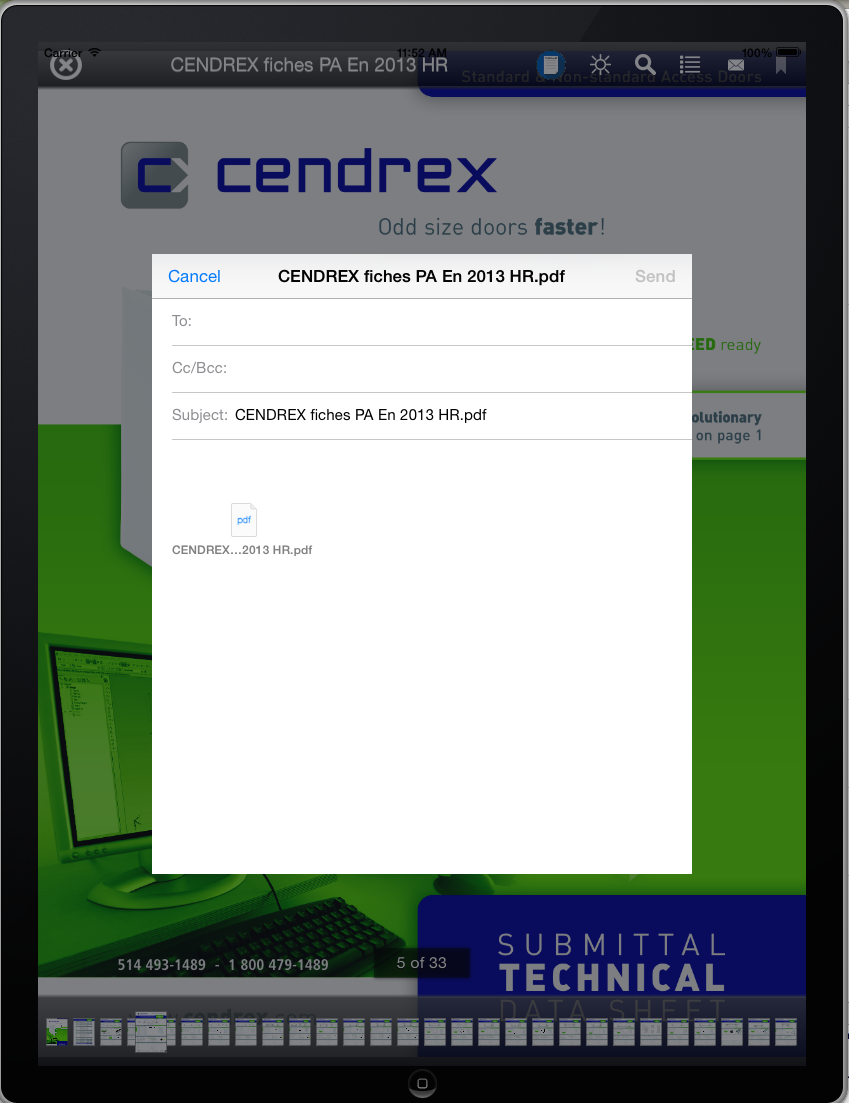 Carrier 11:52 AM 100%
CENDREX fiches PA En 2013 HR
Standard & Non-standard Access Doors
cendrex
Odd size doors faster!
Cancel CENDREX fiches PA En 2013 HR.pdf Send
To:
Cc/Bcc:
Subject: CENDREX fiches PA En 2013 HR.pdf
EED ready
olutionary
on page 1
pdf
CENDREX...2013 HR.pdf
514 493-1489 - 1 800 479-1489
5 of 33
SUBMITTAL
TECHNICAL
DATA SHEET
.cendrex.com